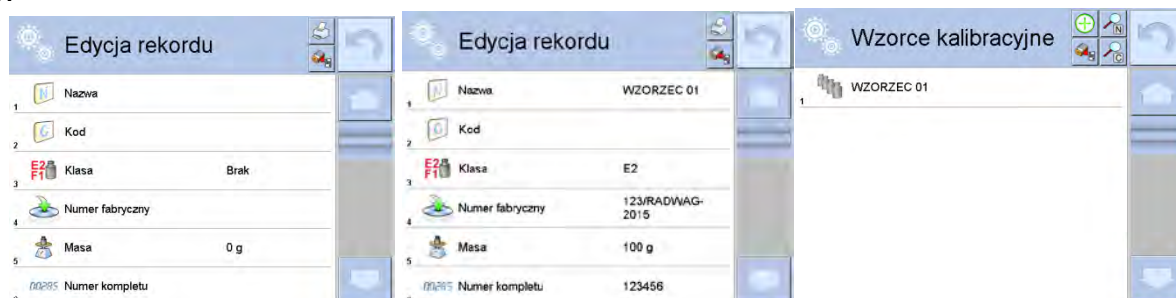 Edycja rekordu
1 Nazwa
2 Kod
3 E2 F1 Klasa Brak
4 Numer fabryczny
5 Masa 0 g
00285 Numer kompletu
Edycja rekordu
1 Nazwa WZORZEC 01
2 Kod
3 E2 F1 Klasa E2
4 Numer fabryczny 123/RADWAG-
2015
5 Masa 100 g
00285 Numer kompletu 123456
Wzorce kalibracyjne
1 WZORZEC 01